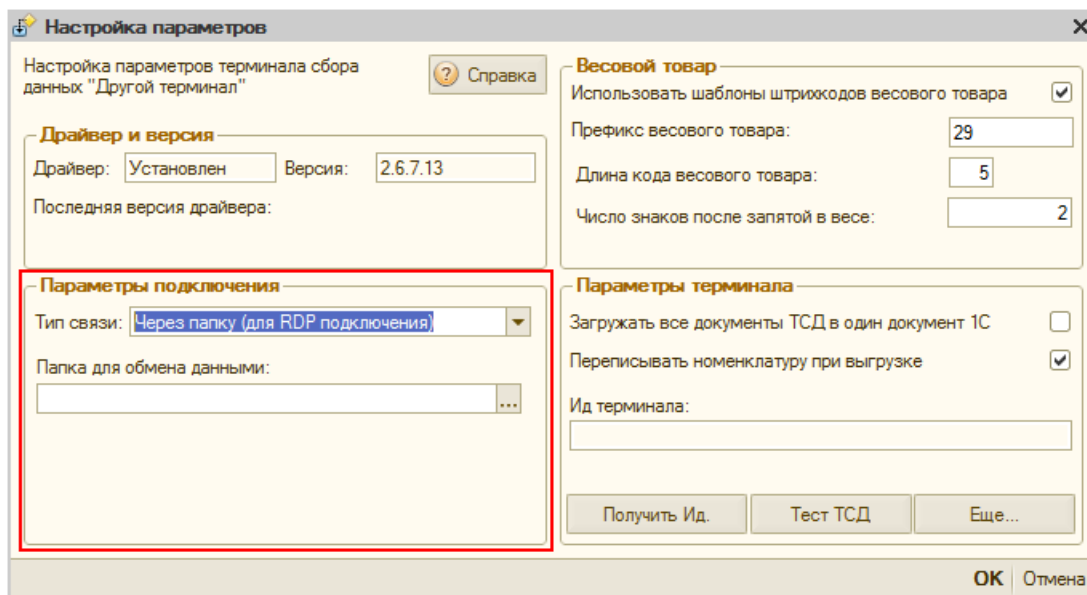 Настройка параметров
Настройка параметров терминала сбора
данных "Другой терминал"
Справка
Драйвер и версия
Драйвер: Установлен Версия: 2.6.7.13
Последняя версия драйвера:
Параметры подключения
Тип связи: Через папку (для RDP подключения)
Папка для обмена данными:
...
Весовой товар
Использовать шаблоны штрихкодов весового товара
Префикс весового товара: 29
Длина кода весового товара: 5
Число знаков после запятой в весе: 2
Параметры терминала
Загружать все документы ТСД в один документ 1С
Переписывать номенклатуру при выгрузке
Ид терминала:
Получить Ид. Тест ТСД Еще...
OK Отмена